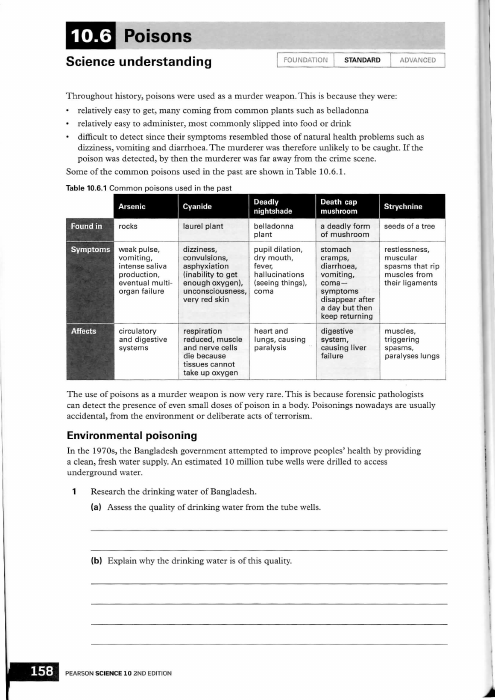 10.6 Poisons
Science understanding
FOUNDATION STANDARD ADVANCED
Throughout history, poisons were used as a murder weapon. This is because they were:
• relatively easy to get, many coming from common plants such as belladonna
• relatively easy to administer, most commonly slipped into food or drink
• difficult to detect since their symptoms resembled those of natural health problems such as
dizziness, vomiting and diarrhoea. The murderer was therefore unlikely to be caught. If the
poison was detected, by then the murderer was far away from the crime scene.
Some of the common poisons used in the past are shown in Table 10.6.1.
Table 10.6.1 Common poisons used in the past
Arsenic
Cyanide
Deadly
nightshade
Death cap
mushroom
Strychnine
Found in
rocks
laurel plant
belladonna
plant
a deadly form
of mushroom
seeds of a tree
Symptoms
weak pulse,
vomiting,
intense saliva
production,
eventual multi-
organ failure
dizziness,
convulsions,
asphyxiation
(inability to get
enough oxygen),
unconsciousness,
very red skin
pupil dilation,
dry mouth,
fever,
hallucinations
(seeing things),
coma
stomach
cramps,
diarrhoea,
vomiting,
coma—
symptoms
disappear after
a day but then
keep returning
restlessness,
muscular
spasms that rip
muscles from
their ligaments
Affects
circulatory
and digestive
systems
respiration
reduced, muscle
and nerve cells
die because
tissues cannot
take up oxygen
heart and
lungs, causing
paralysis
digestive
system,
causing liver
failure
muscles,
triggering
spasms,
paralyses lungs
The use of poisons as a murder weapon is now very rare. This is because forensic pathologists
can detect the presence of even small doses of poison in a body. Poisonings nowadays are usually
accidental, from the environment or deliberate acts of terrorism.
Environmental poisoning
In the 1970s, the Bangladesh government attempted to improve peoples' health by providing
a clean, fresh water supply. An estimated 10 million tube wells were drilled to access
underground water.
1 Research the drinking water of Bangladesh.
(a) Assess the quality of drinking water from the tube wells.
(b) Explain why the drinking water is of this quality.
158 PEARSON SCIENCE 10 2ND EDITION